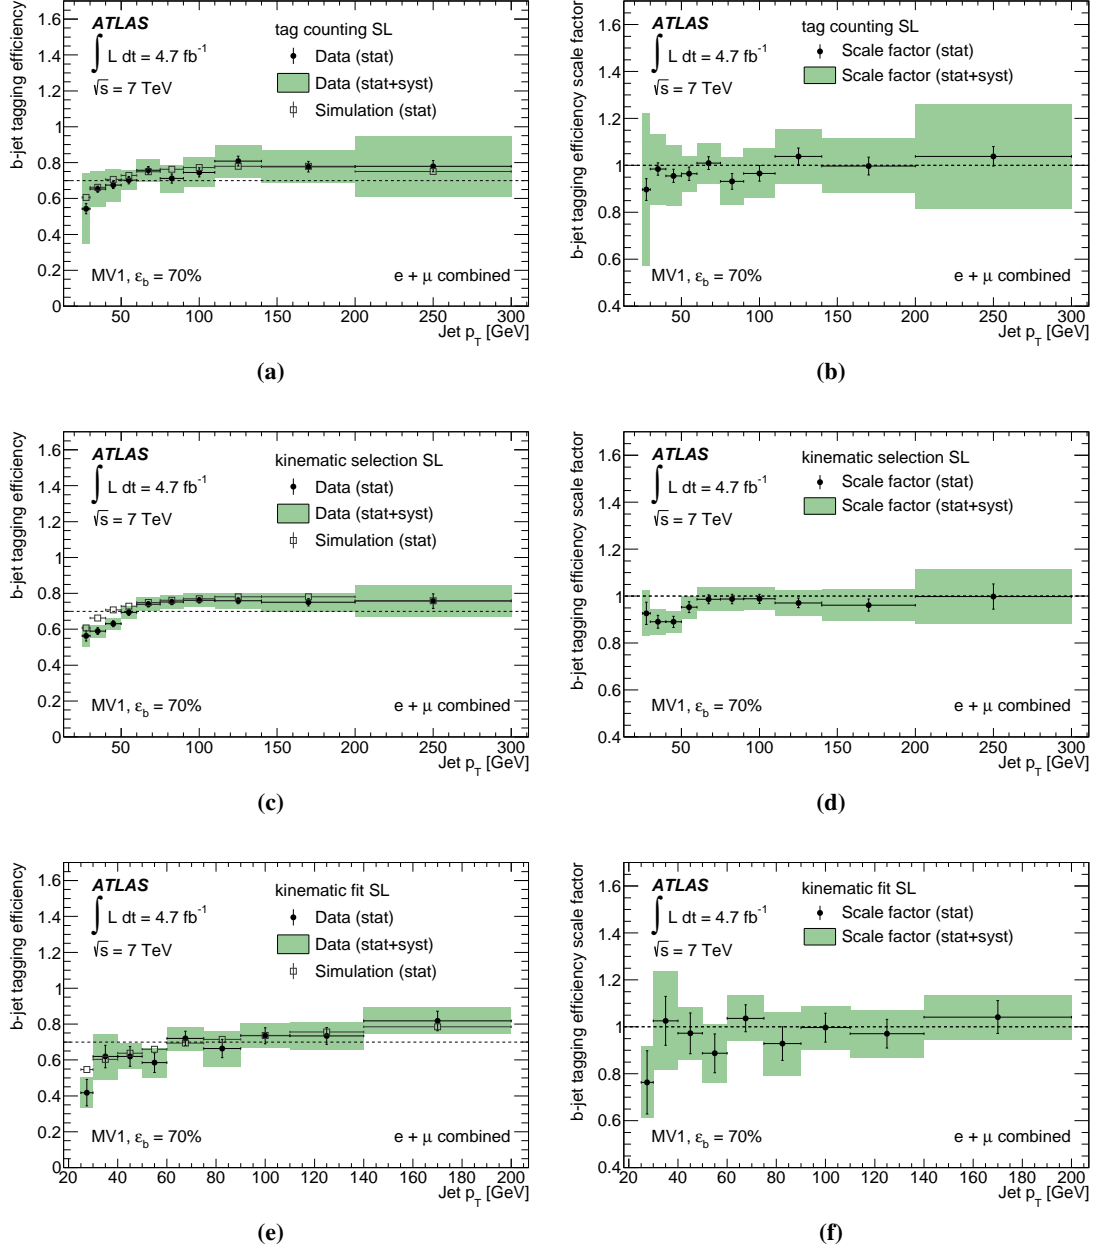 ATLAS
∫ L dt = 4.7 fb⁻¹
√s = 7 TeV
tag counting SL
Data (stat)
Data (stat+syst)
Simulation (stat)
MV1, ε_b = 70%
e + μ combined
b-jet tagging efficiency
0 0.2 0.4 0.6 0.8 1 1.2 1.4 1.6
50 100 150 200 250 300
Jet p_T [GeV]
(a)
ATLAS
∫ L dt = 4.7 fb⁻¹
√s = 7 TeV
tag counting SL
Scale factor (stat)
Scale factor (stat+syst)
MV1, ε_b = 70%
e + μ combined
b-jet tagging efficiency scale factor
0.4 0.6 0.8 1 1.2 1.4 1.6
50 100 150 200 250 300
Jet p_T [GeV]
(b)
ATLAS
∫ L dt = 4.7 fb⁻¹
√s = 7 TeV
kinematic selection SL
Data (stat)
Data (stat+syst)
Simulation (stat)
MV1, ε_b = 70%
e + μ combined
b-jet tagging efficiency
0 0.2 0.4 0.6 0.8 1 1.2 1.4 1.6
50 100 150 200 250 300
Jet p_T [GeV]
(c)
ATLAS
∫ L dt = 4.7 fb⁻¹
√s = 7 TeV
kinematic selection SL
Scale factor (stat)
Scale factor (stat+syst)
MV1, ε_b = 70%
e + μ combined
b-jet tagging efficiency scale factor
0.4 0.6 0.8 1 1.2 1.4 1.6
50 100 150 200 250 300
Jet p_T [GeV]
(d)
ATLAS
∫ L dt = 4.7 fb⁻¹
√s = 7 TeV
kinematic fit SL
Data (stat)
Data (stat+syst)
Simulation (stat)
MV1, ε_b = 70%
e + μ combined
b-jet tagging efficiency
0 0.2 0.4 0.6 0.8 1 1.2 1.4 1.6
20 40 60 80 100 120 140 160 180 200
Jet p_T [GeV]
(e)
ATLAS
∫ L dt = 4.7 fb⁻¹
√s = 7 TeV
kinematic fit SL
Scale factor (stat)
Scale factor (stat+syst)
MV1, ε_b = 70%
e + μ combined
b-jet tagging efficiency scale factor
0.4 0.6 0.8 1 1.2 1.4 1.6
20 40 60 80 100 120 140 160 180 200
Jet p_T [GeV]
(f)